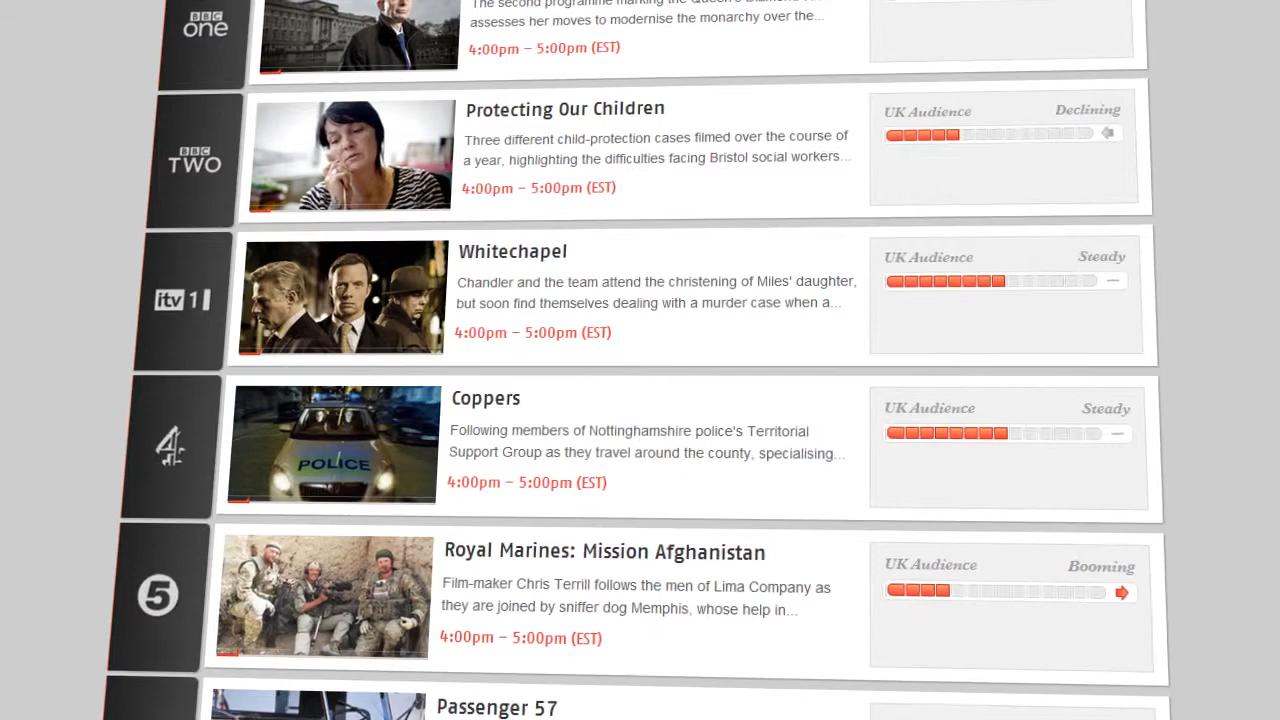 BBC
one
The second programme marking the Queen's Diamond
assesses her moves to modernise the monarchy over the...
4:00pm – 5:00pm (EST)
BBC
TWO
Protecting Our Children
Three different child-protection cases filmed over the course of
a year, highlighting the difficulties facing Bristol social workers...
4:00pm – 5:00pm (EST)
UK Audience
Declining
itv 1
Whitechapel
Chandler and the team attend the christening of Miles' daughter,
but soon find themselves dealing with a murder case when a...
4:00pm – 5:00pm (EST)
UK Audience
Steady
4
Coppers
Following members of Nottinghamshire police's Territorial
Support Group as they travel around the county, specialising...
POLICE
4:00pm – 5:00pm (EST)
UK Audience
Steady
5
Royal Marines: Mission Afghanistan
Film-maker Chris Terrill follows the men of Lima Company as
they are joined by sniffer dog Memphis, whose help in...
4:00pm – 5:00pm (EST)
UK Audience
Booming
Passenger 57